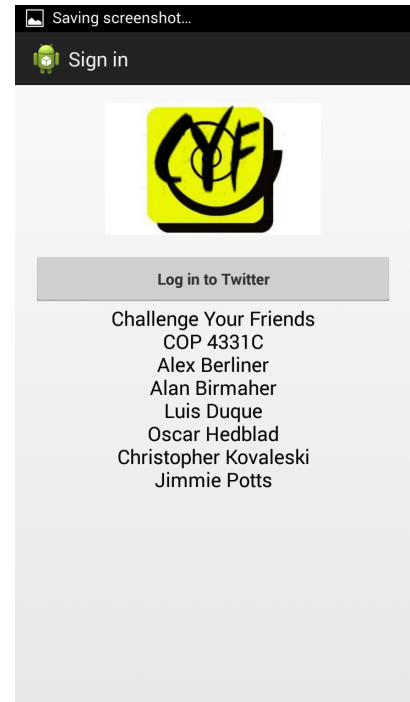 Saving screenshot...
Sign in
CYF
Log in to Twitter
Challenge Your Friends
COP 4331C
Alex Berliner
Alan Birmaher
Luis Duque
Oscar Hedblad
Christopher Kovaleski
Jimmie Potts